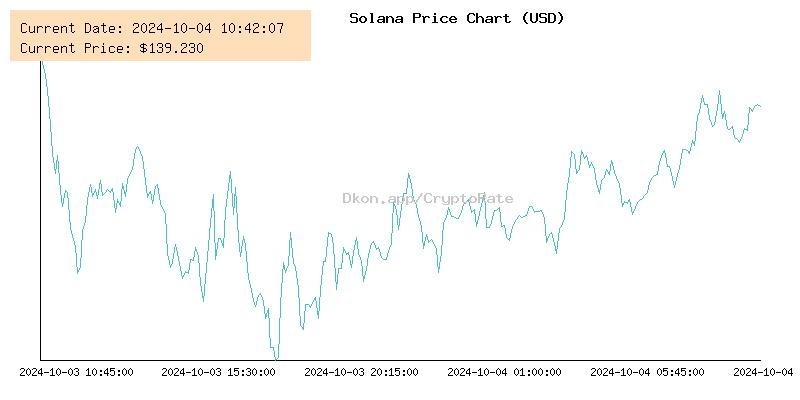 Solana Price Chart (USD)
Current Date: 2024-10-04 10:42:07
Current Price: $139.230
Dkon.app/CryptoRate
2024-10-03 10:45:00 2024-10-03 15:30:00 2024-10-03 20:15:00 2024-10-04 01:00:00 2024-10-04 05:45:00 2024-10-04